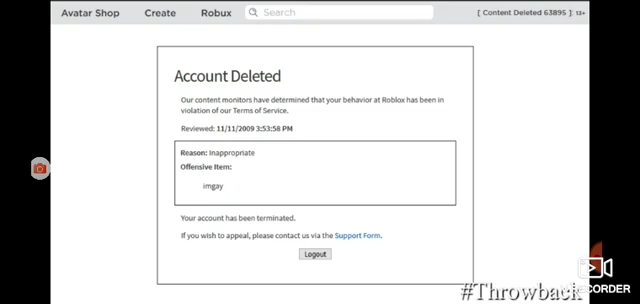 Avatar Shop Create Robux Search [ Content Deleted 63895 ]: 13+
Account Deleted
Our content monitors have determined that your behavior at Roblox has been in
violation of our Terms of Service.
Reviewed: 11/11/2009 3:53:58 PM
Reason: Inappropriate
Offensive Item:
imgay
Your account has been terminated.
If you wish to appeal, please contact us via the Support Form.
Logout
#Throwback
RECORDER